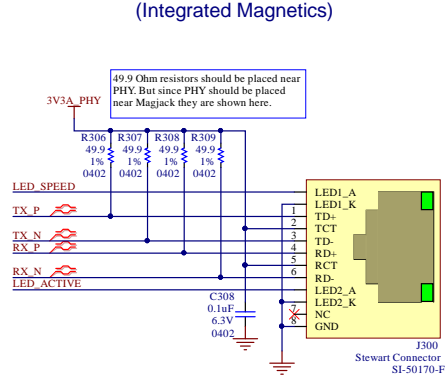 (Integrated Magnetics)
49.9 Ohm resistors should be placed near
PHY. But since PHY should be placed
near Magjack they are shown here.
3V3A_PHY
R306 R307 R308 R309
49.9 49.9 49.9 49.9
1% 1% 1% 1%
0402 0402 0402 0402
LED_SPEED
TX_P
TX_N
RX_P
RX_N
LED_ACTIVE
LED1_A
LED1_K
1 TD+
2 TCT
3 TD-
4 RD+
5 RCT
6 RD-
LED2_A
LED2_K
7 NC
8 GND
C308
0.1uF
6.3V
0402
J300
Stewart Connector
SI-50170-F